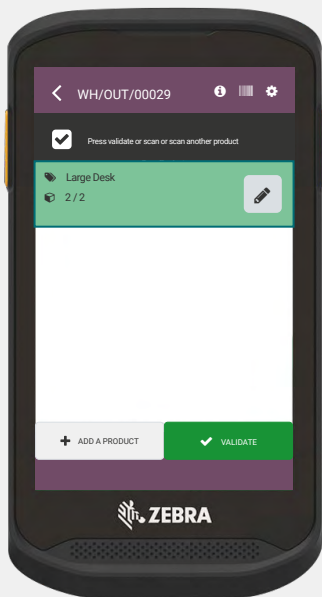 WH/OUT/00029
Press validate or scan or scan another product
Large Desk
2 / 2
ADD A PRODUCT
VALIDATE
ZEBRA